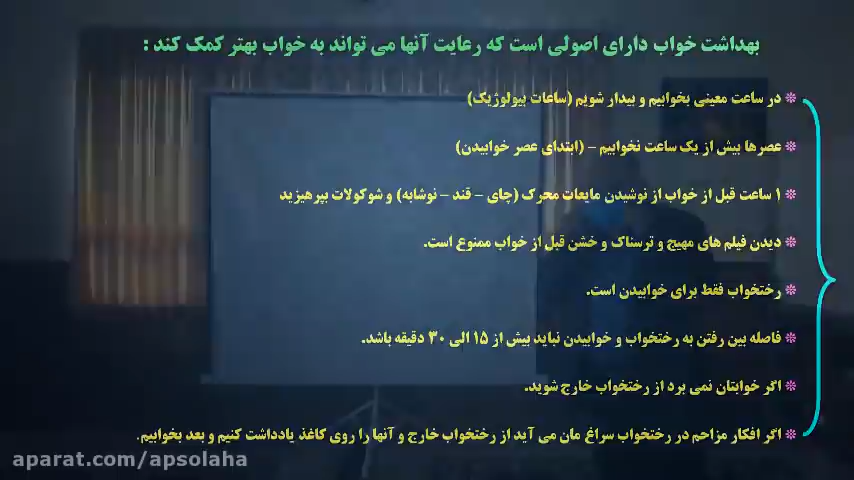 بهداشت خواب دارای اصولی است که رعایت آنها می تواند به خواب بهتر کمک کند :
❊ در ساعت معینی بخوابیم و بیدار شویم (ساعات بیولوژیک)
❊ عصرها بیش از یک ساعت نخوابیم - (ابتدای عصر خوابیدن)
❊ ۱ ساعت قبل از خواب از نوشیدن مایعات محرک (چای - قند - نوشابه) و شوکولات بپرهیزید
❊ دیدن فیلم های مهیج و ترسناک و خشن قبل از خواب ممنوع است.
❊ رختخواب فقط برای خوابیدن است.
❊ فاصله بین رفتن به رختخواب و خوابیدن نباید بیش از ۱۵ الی ۳۰ دقیقه باشد.
❊ اگر خوابتان نمی برد از رختخواب خارج شوید.
❊ اگر افکار مزاحم در رختخواب سراغ مان می آید از رختخواب خارج و آنها را روی کاغذ یادداشت کنیم و بعد بخوابیم.
aparat.com/apsolaha